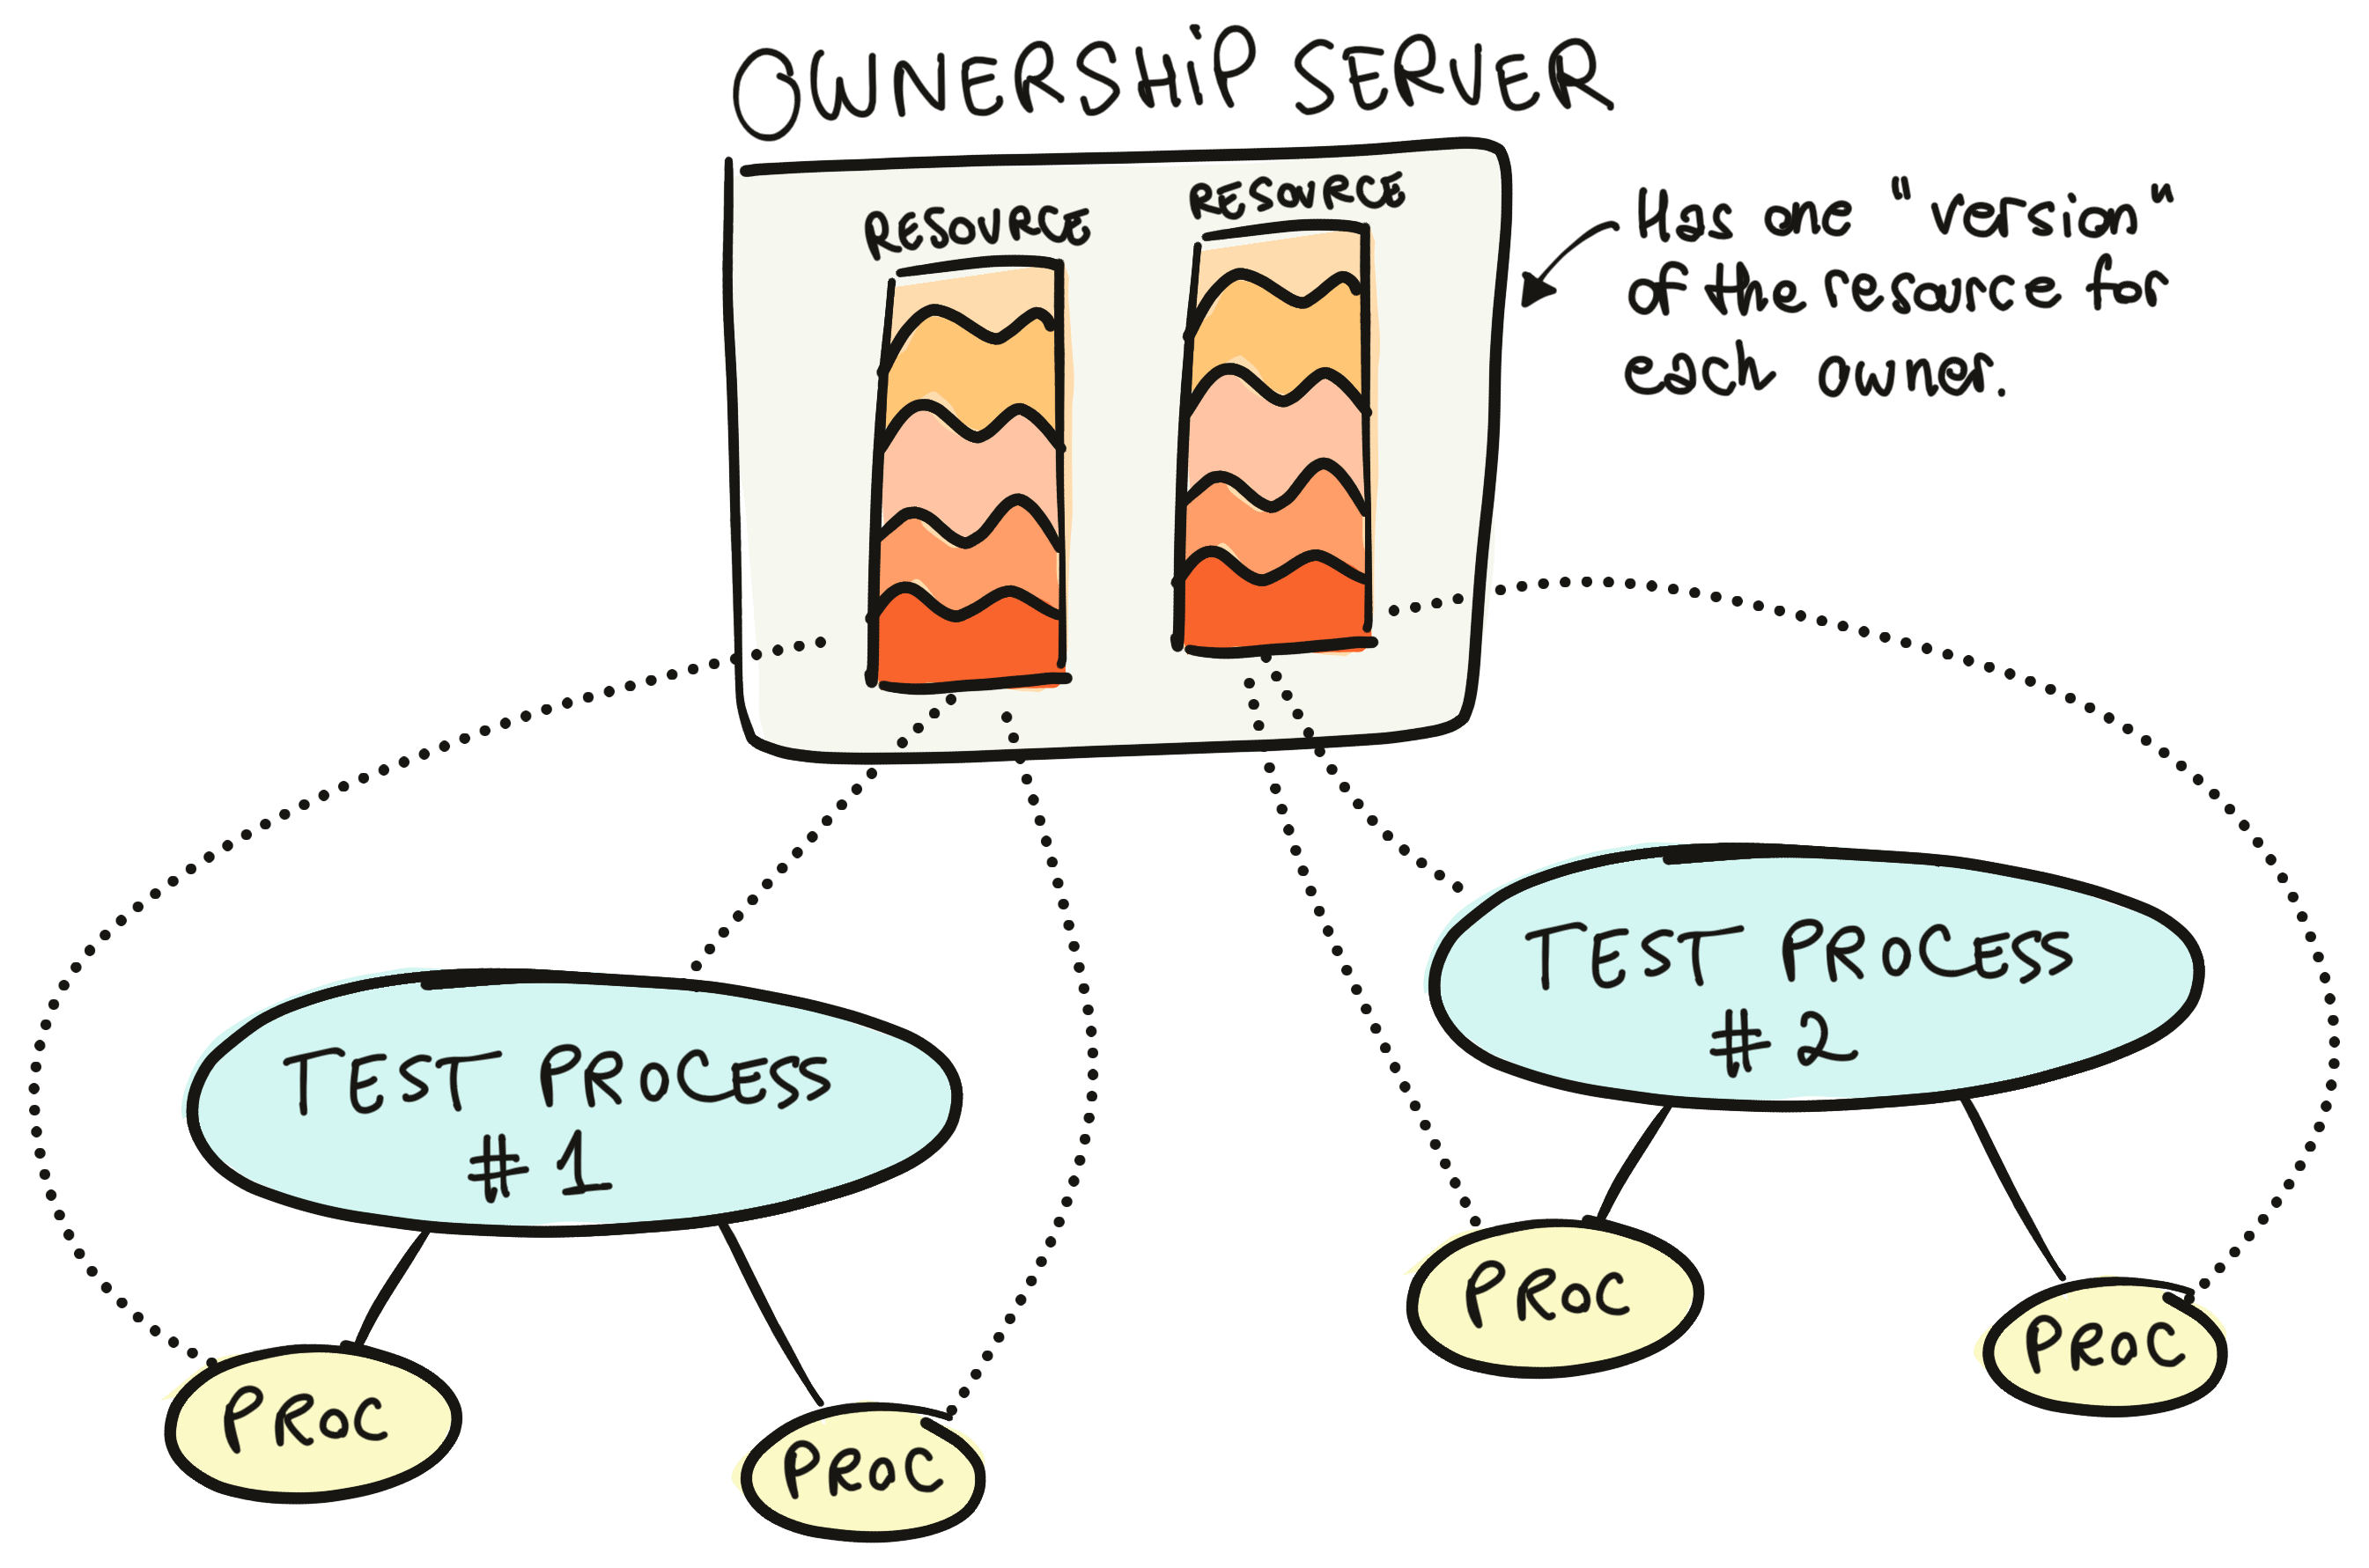 OWNERSHiP SERVER
RESOURCE
RESOURCE
Has one "version"
of the resource for
each owner.
TEST PROCESS
# 1
TEST PROCESS
# 2
PROC
PROC
PROC
PROC